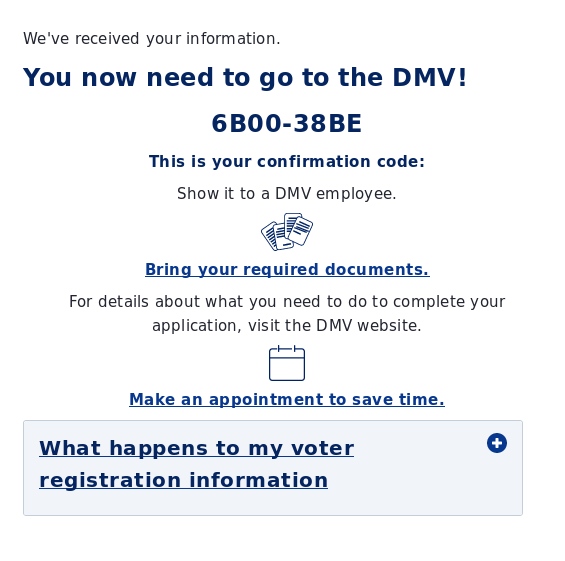 We've received your information.
You now need to go to the DMV!
6B00-38BE
This is your confirmation code:
Show it to a DMV employee.
Bring your required documents.
For details about what you need to do to complete your
application, visit the DMV website.
Make an appointment to save time.
What happens to my voter
registration information